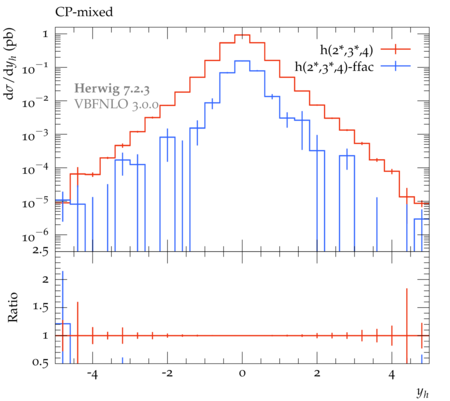 CP-mixed
dσ/dy_h (pb)
1
10⁻¹
10⁻²
10⁻³
10⁻⁴
10⁻⁵
10⁻⁶
h(2*,3*,4)
h(2*,3*,4)-ffac
Herwig 7.2.3
VBFNLO 3.0.0
Ratio
2.5
2
1.5
1
0.5
-4 -2 0 2 4
y_h